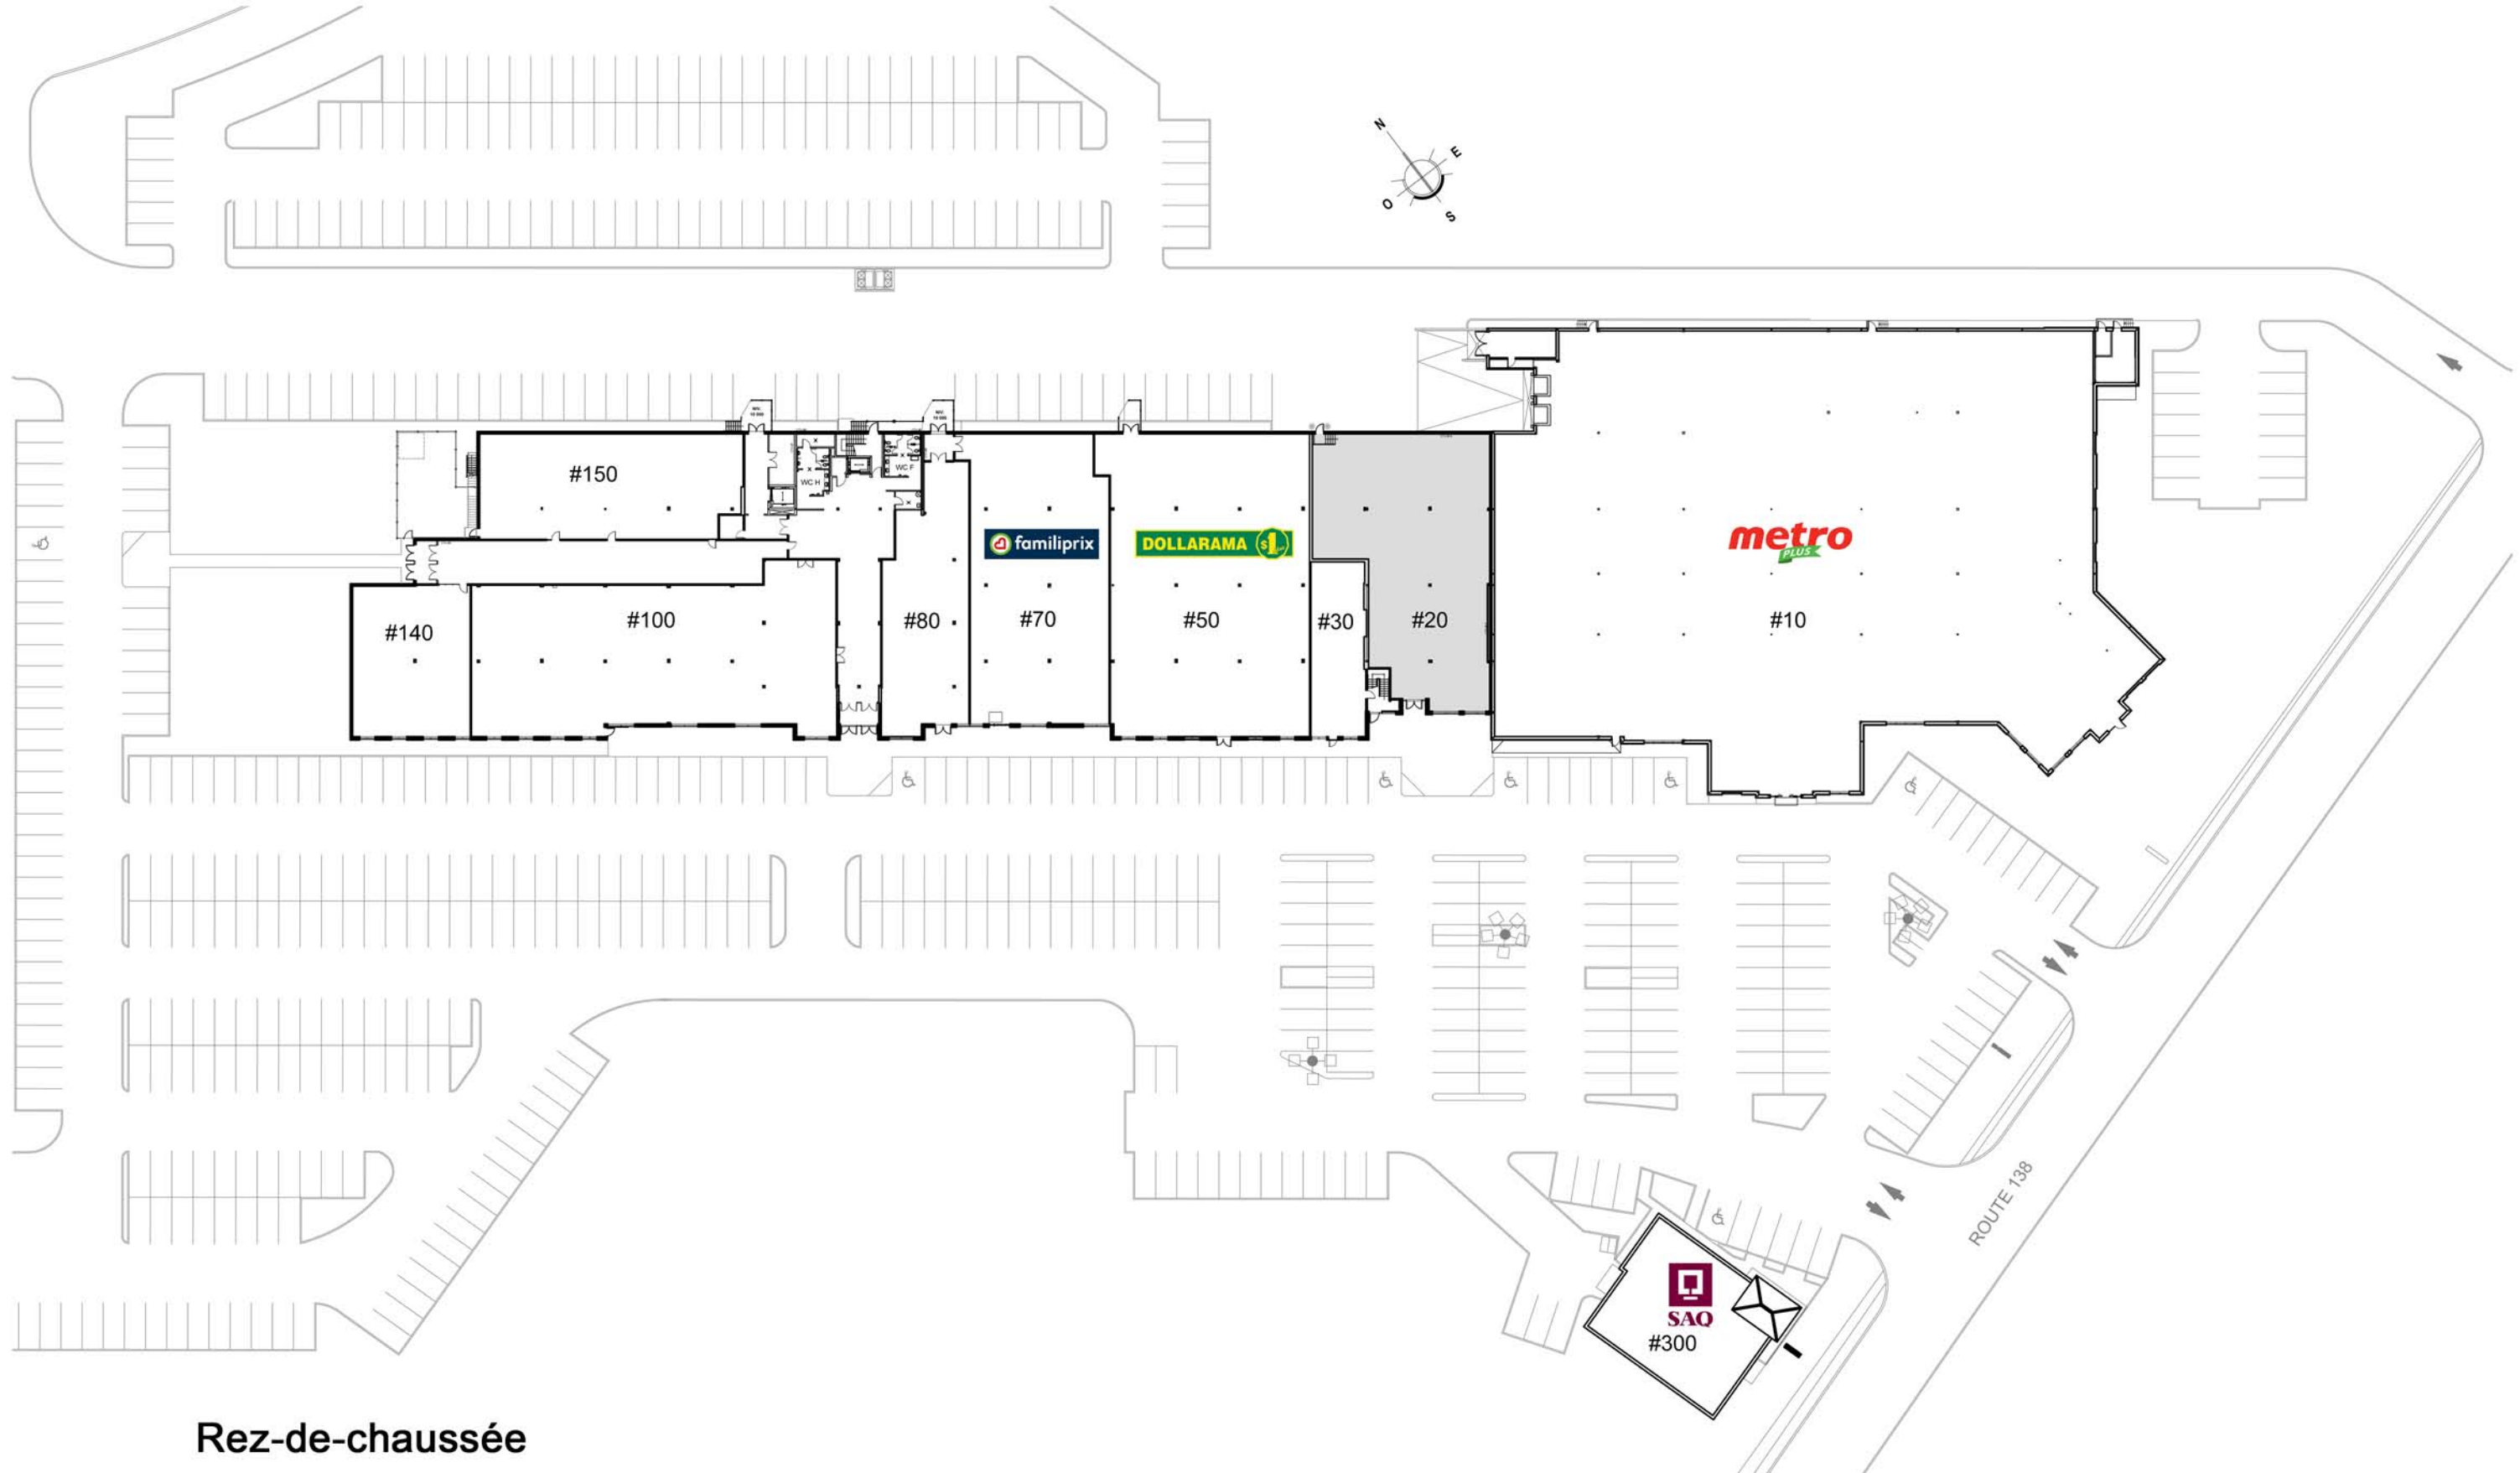 N
E
O
S
#150
WC H
WC F
familiprix
DOLLARAMA $1
metro
PLUS
#140
#100
#80
#70
#50
#30
#20
#10
ROUTE 138
SAQ
#300
Rez-de-chaussée